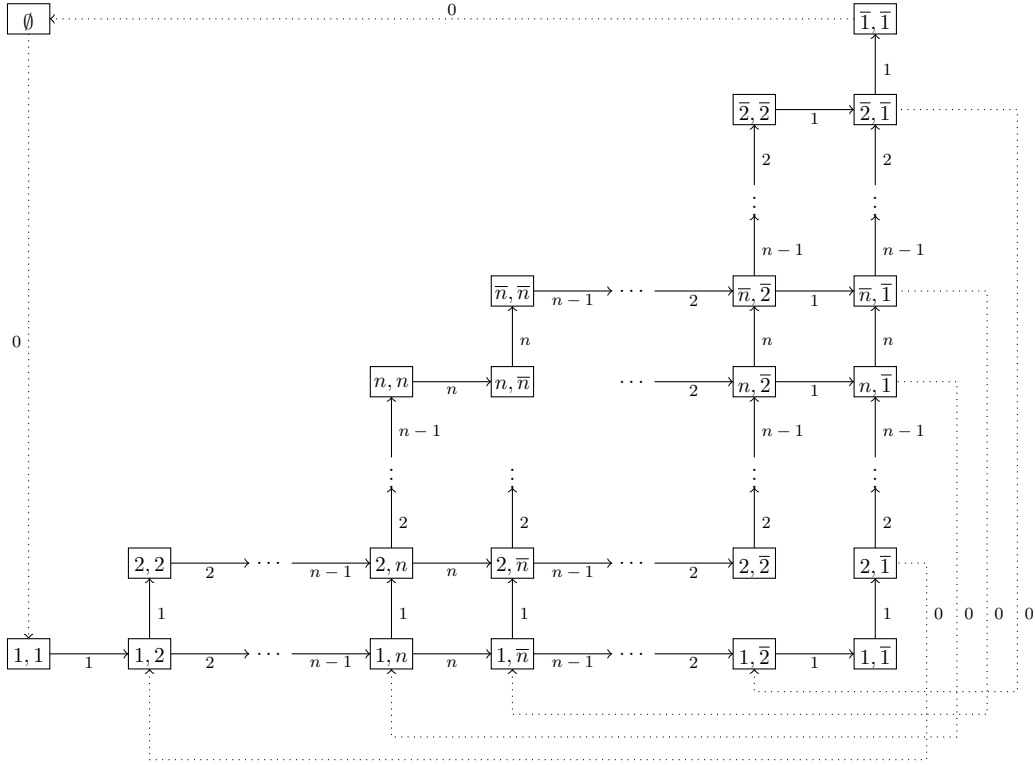 ∅ 0 1̅,1̅
1
2̅,2̅ 1 2̅,1̅
2 2
⋮ ⋮
n−1 n−1
n̅,n̅ n−1 ⋯ 2 n̅,2̅ 1 n̅,1̅
0 n n n
n,n n n,n̅ ⋯ 2 n,2̅ 1 n,1̅
n−1 n−1 n−1
⋮ ⋮ ⋮ ⋮
2 2 2 2
2,2 2 ⋯ n−1 2,n n 2,n̅ n−1 ⋯ 2 2,2̅ 2,1̅
1 1 1 1 0 0 0 0
1,1 1 1,2 2 ⋯ n−1 1,n n 1,n̅ n−1 ⋯ 2 1,2̅ 1 1,1̅